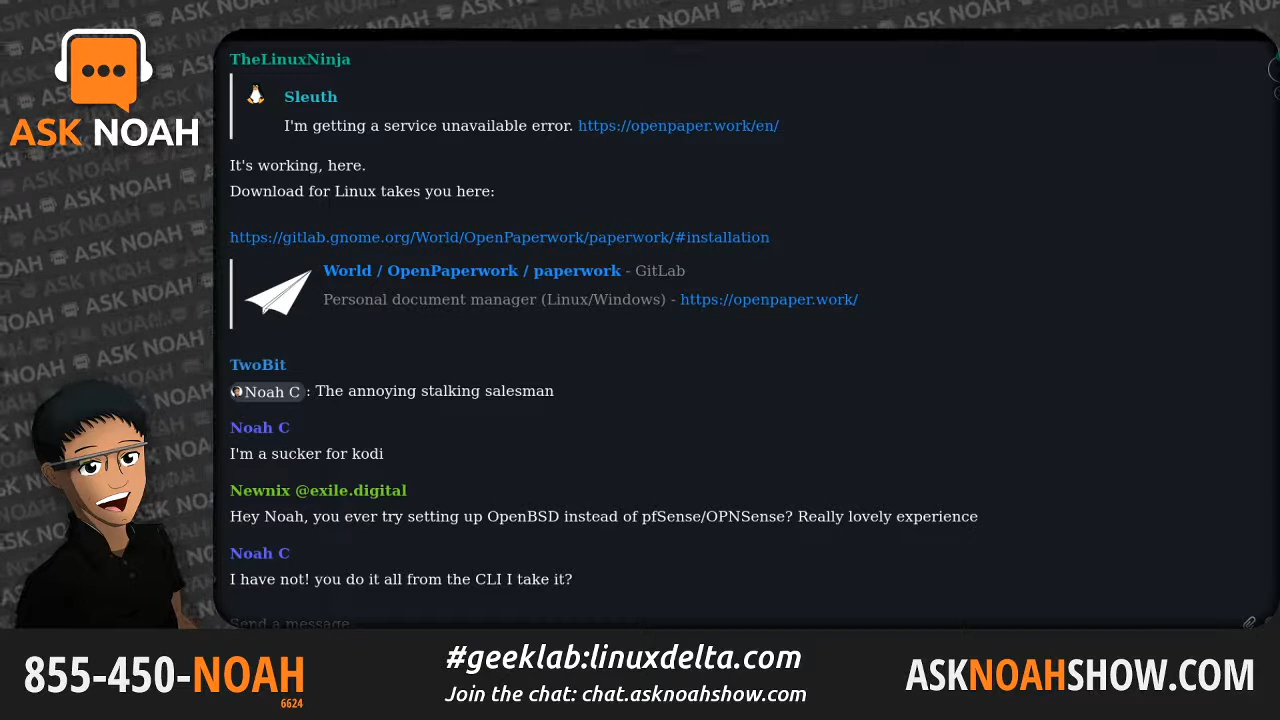 ASK NOAH
TheLinuxNinja
Sleuth
I'm getting a service unavailable error. https://openpaper.work/en/
It's working, here.
Download for Linux takes you here:
https://gitlab.gnome.org/World/OpenPaperwork/paperwork/#installation
World / OpenPaperwork / paperwork - GitLab
Personal document manager (Linux/Windows) - https://openpaper.work/
TwoBit
Noah C : The annoying stalking salesman
Noah C
I'm a sucker for kodi
Newnix @exile.digital
Hey Noah, you ever try setting up OpenBSD instead of pfSense/OPNSense? Really lovely experience
Noah C
I have not! you do it all from the CLI I take it?
Send a message
855-450-NOAH
6624
#geeklab:linuxdelta.com
Join the chat: chat.asknoahshow.com
ASKNOAHSHOW.COM